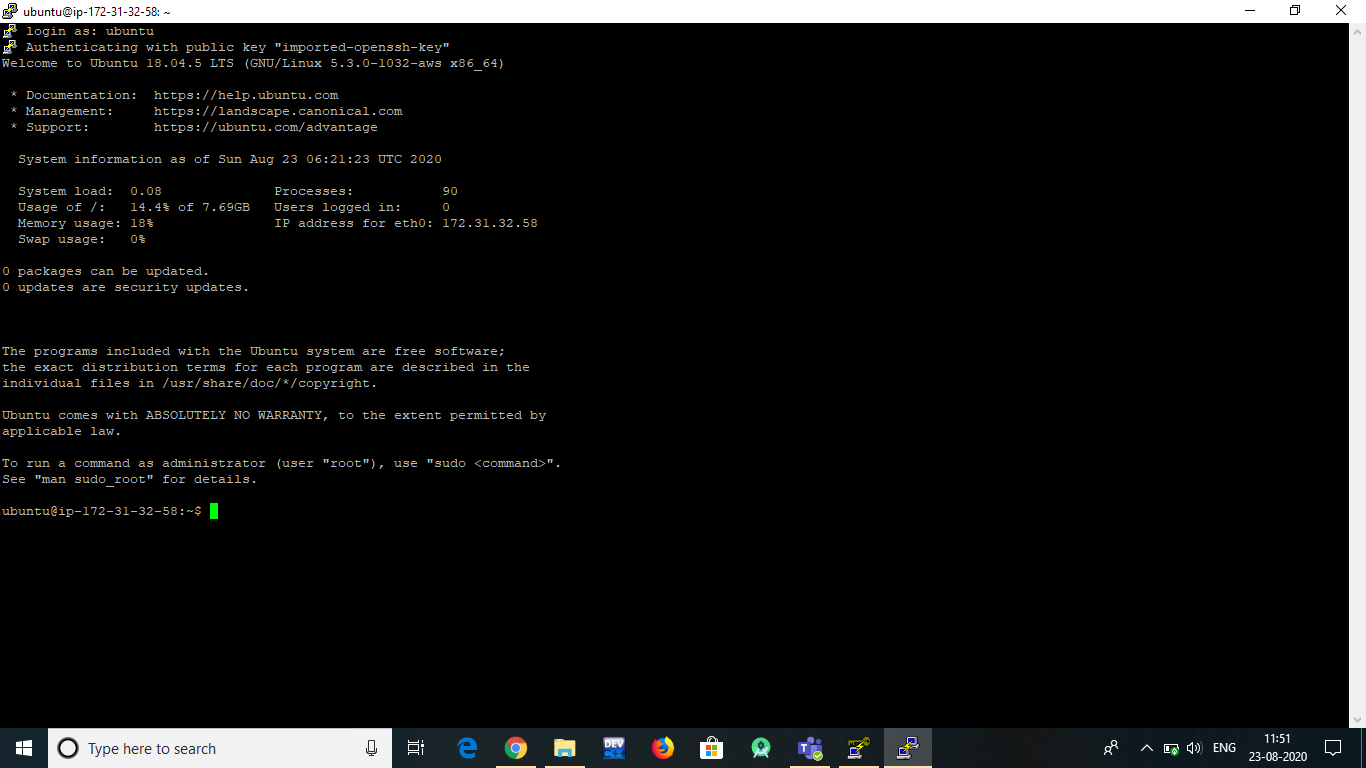 ubuntu@ip-172-31-32-58: ~
login as: ubuntu
Authenticating with public key "imported-openssh-key"
Welcome to Ubuntu 18.04.5 LTS (GNU/Linux 5.3.0-1032-aws x86_64)
* Documentation:  https://help.ubuntu.com
* Management:     https://landscape.canonical.com
* Support:        https://ubuntu.com/advantage
System information as of Sun Aug 23 06:21:23 UTC 2020
System load:  0.08              Processes:           90
Usage of /:   14.4% of 7.69GB   Users logged in:     0
Memory usage: 18%               IP address for eth0: 172.31.32.58
Swap usage:   0%
0 packages can be updated.
0 updates are security updates.
The programs included with the Ubuntu system are free software;
the exact distribution terms for each program are described in the
individual files in /usr/share/doc/*/copyright.
Ubuntu comes with ABSOLUTELY NO WARRANTY, to the extent permitted by
applicable law.
To run a command as administrator (user "root"), use "sudo <command>".
See "man sudo_root" for details.
ubuntu@ip-172-31-32-58:~$
Type here to search
DEV
ENG
11:51
23-08-2020